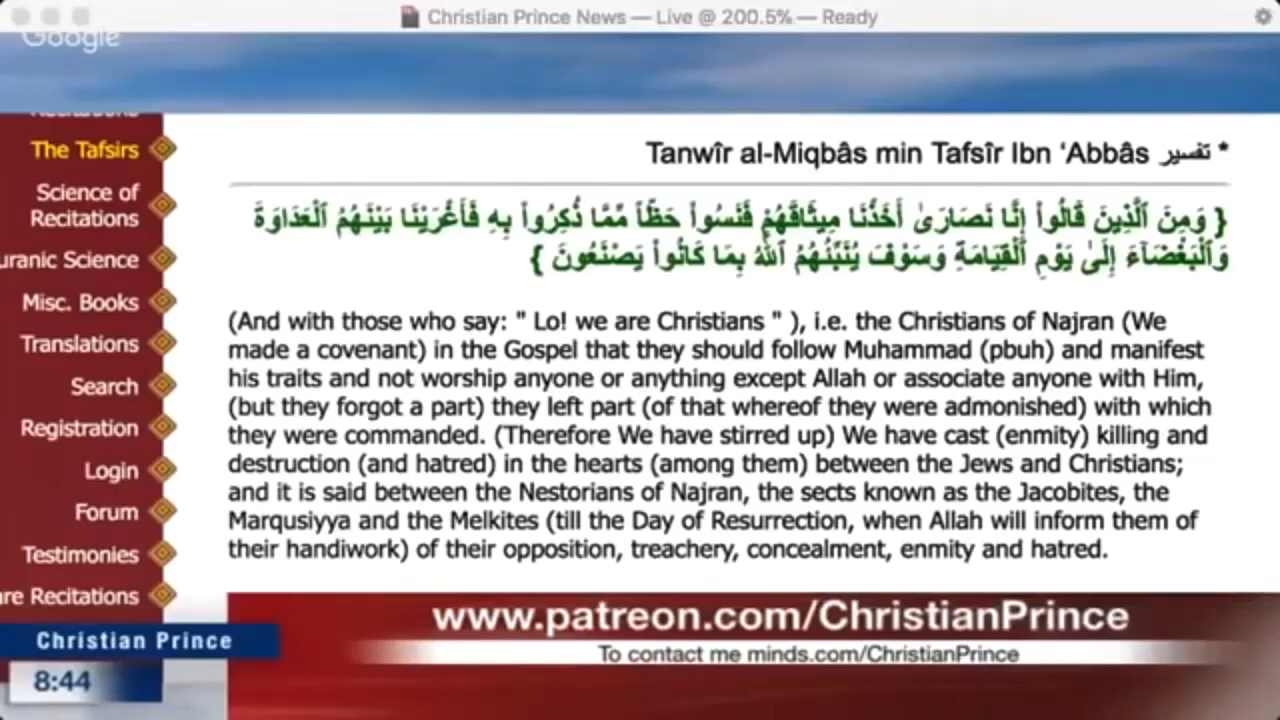 Christian Prince News — Live @ 200.5% — Ready
Google
Recitations
The Tafsirs
Science of
Recitations
uranic Science
Misc. Books
Translations
Search
Registration
Login
Forum
Testimonies
are Recitations
* تفسير Tanwîr al-Miqbâs min Tafsîr Ibn ‘Abbâs
{ وَمِنَ ٱلَّذِينَ قَالُواْ إِنَّا نَصَارَىٰ أَخَذْنَا مِيثَاقَهُمْ فَنَسُواْ حَظّاً مِّمَّا ذُكِرُواْ بِهِ فَأَغْرَيْنَا بَيْنَهُمُ ٱلْعَدَاوَةَ
وَٱلْبَغْضَآءَ إِلَىٰ يَوْمِ ٱلْقِيَامَةِ وَسَوْفَ يُنَبِّئُهُمُ ٱللَّهُ بِمَا كَانُواْ يَصْنَعُونَ }
(And with those who say: " Lo! we are Christians " ), i.e. the Christians of Najran (We
made a covenant) in the Gospel that they should follow Muhammad (pbuh) and manifest
his traits and not worship anyone or anything except Allah or associate anyone with Him,
(but they forgot a part) they left part (of that whereof they were admonished) with which
they were commanded. (Therefore We have stirred up) We have cast (enmity) killing and
destruction (and hatred) in the hearts (among them) between the Jews and Christians;
and it is said between the Nestorians of Najran, the sects known as the Jacobites, the
Marqusiyya and the Melkites (till the Day of Resurrection, when Allah will inform them of
their handiwork) of their opposition, treachery, concealment, enmity and hatred.
www.patreon.com/ChristianPrince
To contact me minds.com/ChristianPrince
Christian Prince
8:44